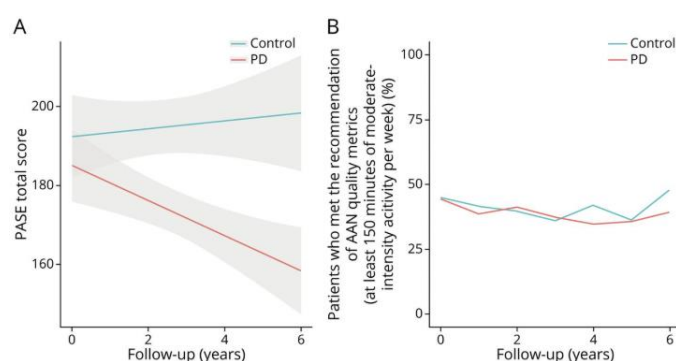 A
Control
PD
PASE total score
200
180
160
0
2
4
6
Follow-up (years)
B
Control
PD
Patients who met the recommendation
of AAN quality metrics
(at least 150 minutes of moderate-
intensity acitivity per week) (%)
100
75
50
25
0
0
2
4
6
Follow-up (years)